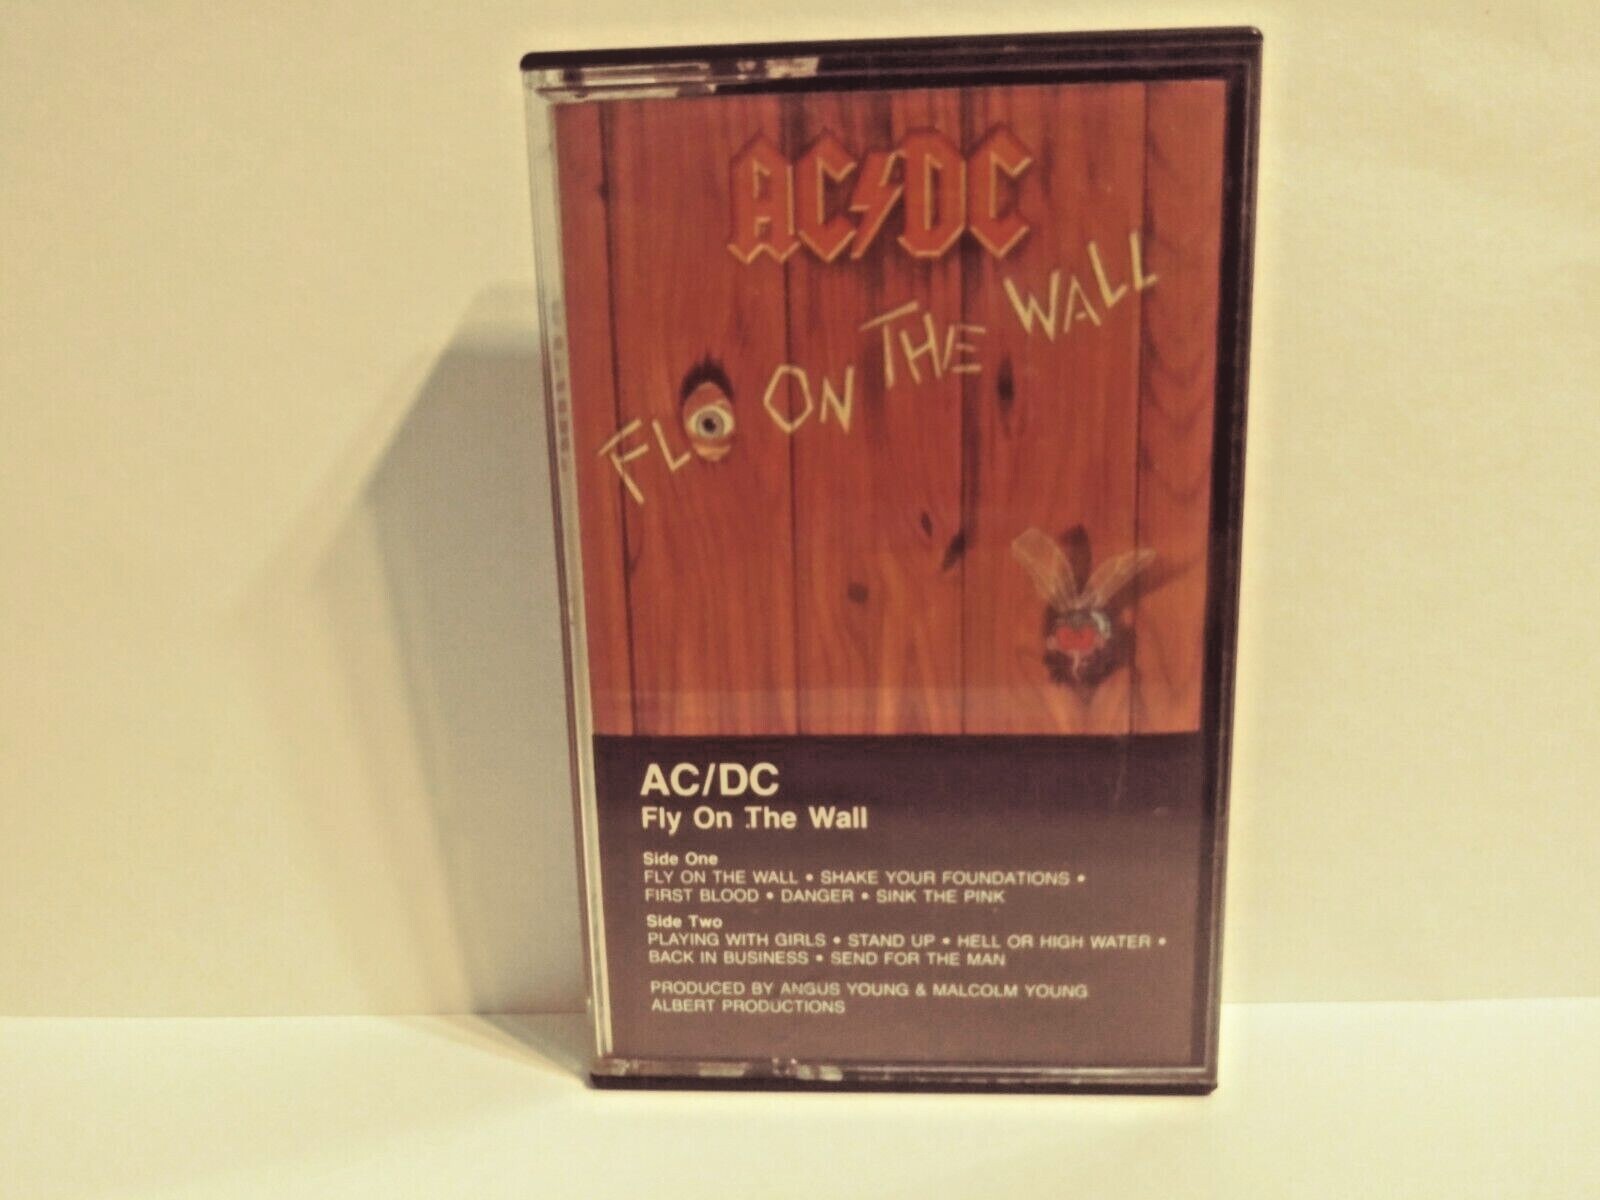 AC/DC
FLY ON THE WALL
AC/DC
Fly On The Wall
Side One
FLY ON THE WALL • SHAKE YOUR FOUNDATIONS •
FIRST BLOOD • DANGER • SINK THE PINK
Side Two
PLAYING WITH GIRLS • STAND UP • HELL OR HIGH WATER •
BACK IN BUSINESS • SEND FOR THE MAN
PRODUCED BY ANGUS YOUNG & MALCOLM YOUNG
ALBERT PRODUCTIONS